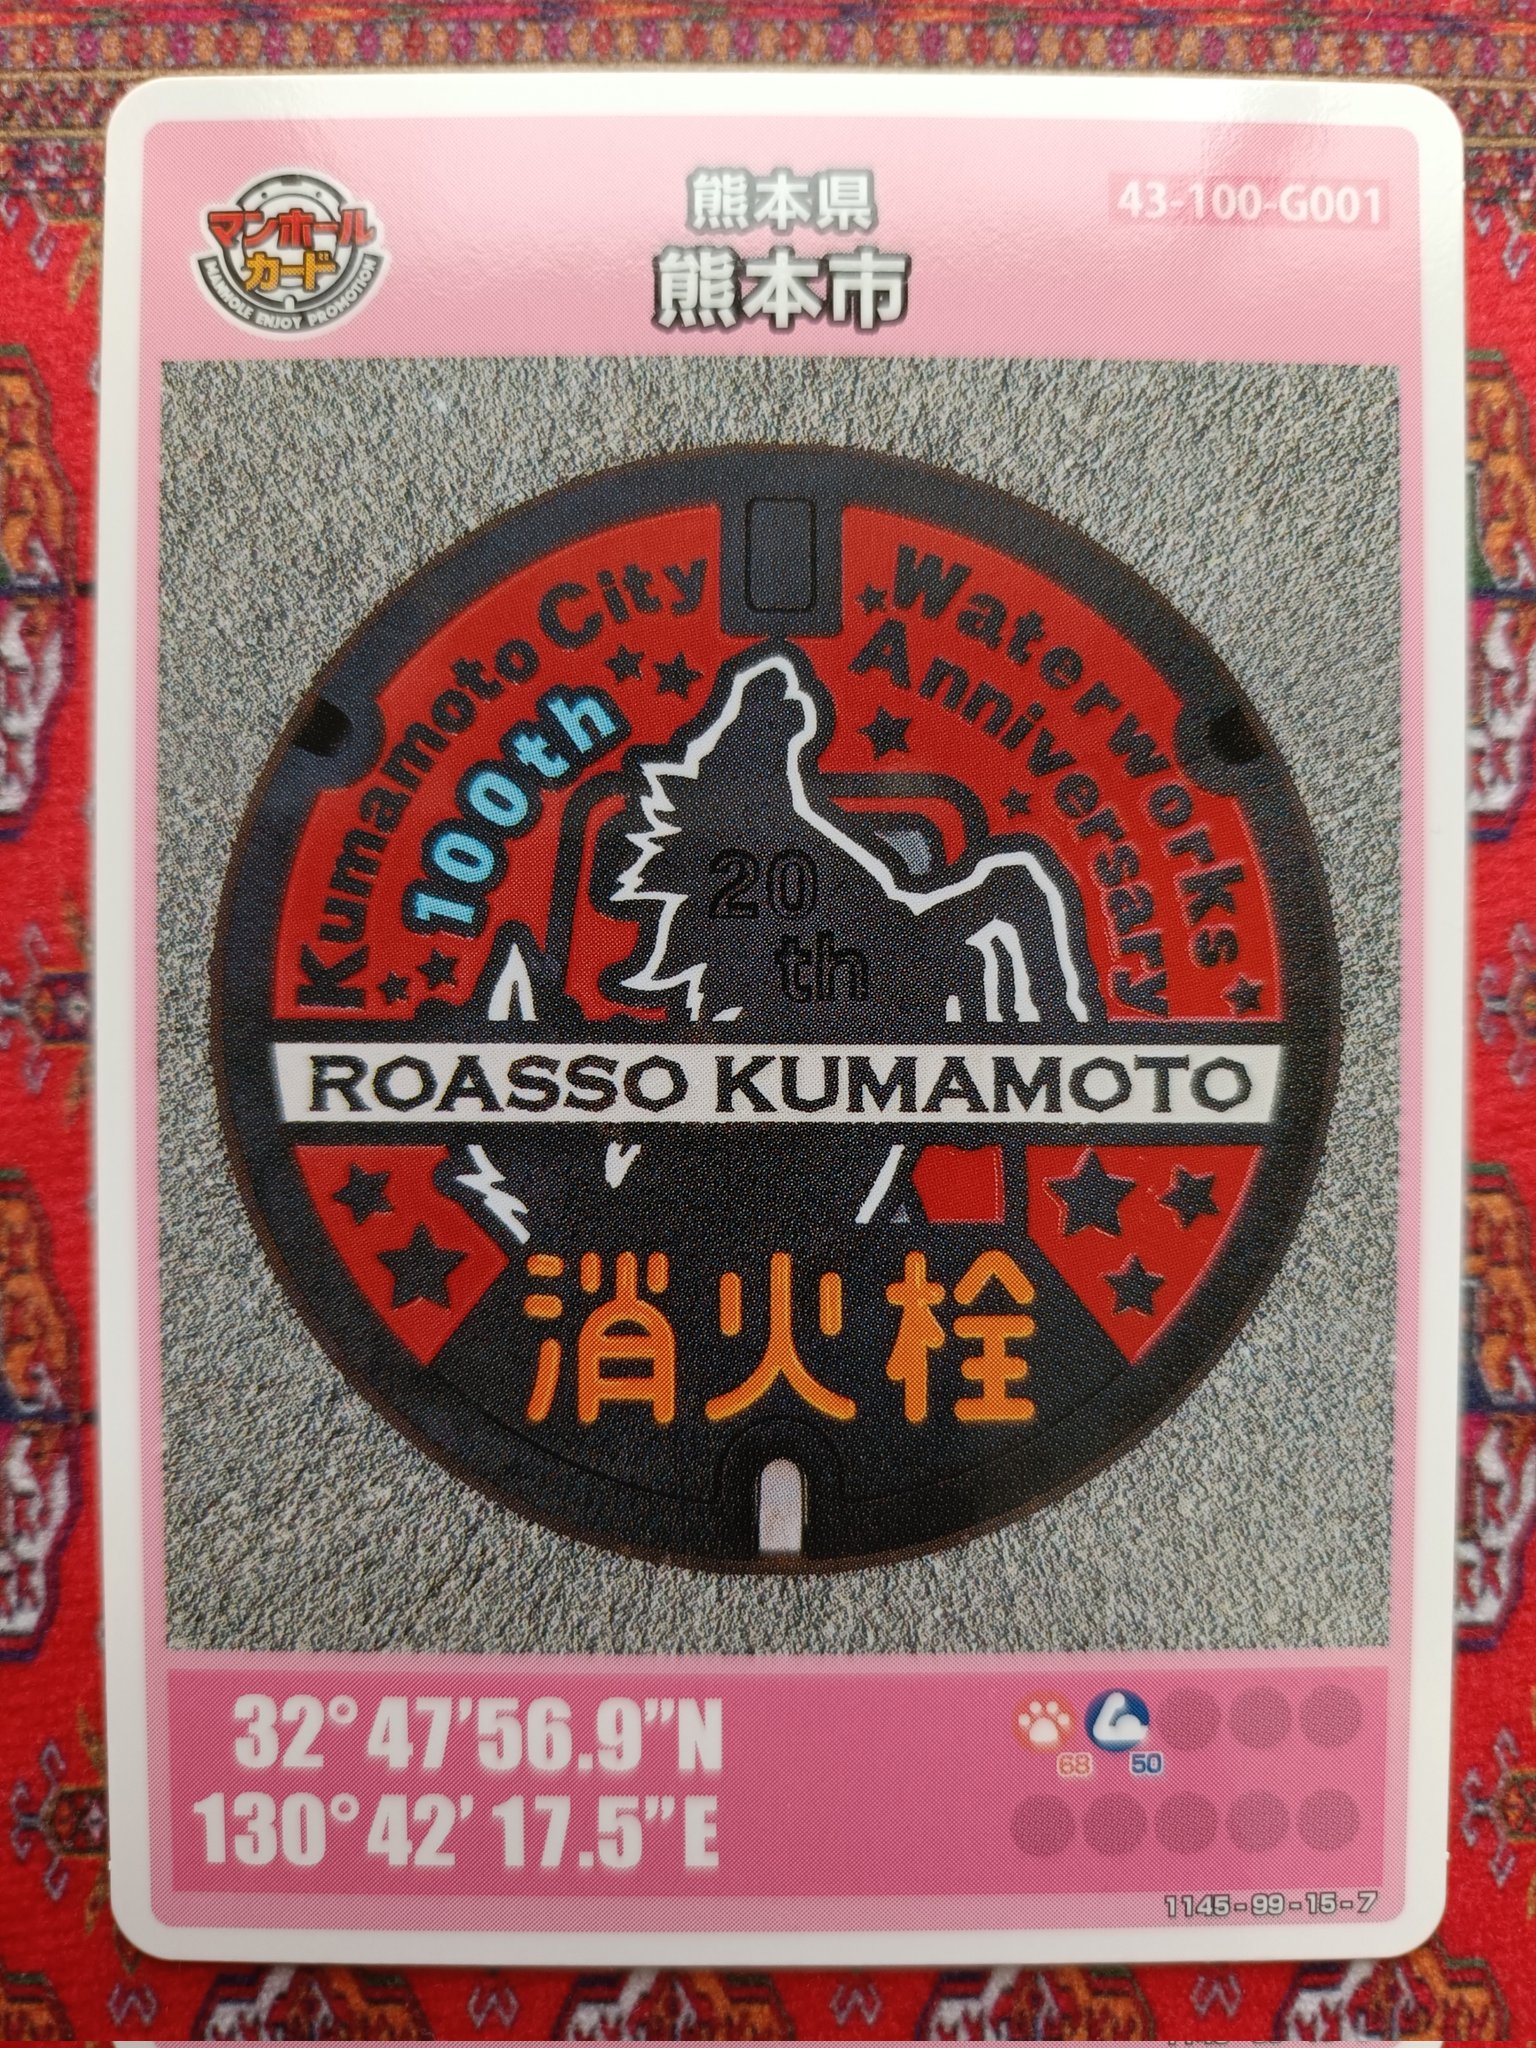 マンホール
カード
MANHOLE ENJOY PROMOTION
熊本県
熊本市
43-100-G001
Kumamoto City
100th
Waterworks
Anniversary
20
th
ROASSO KUMAMOTO
消火栓
32°47'56.9"N
130°42'17.5"E
68
50
1145-99-15-7